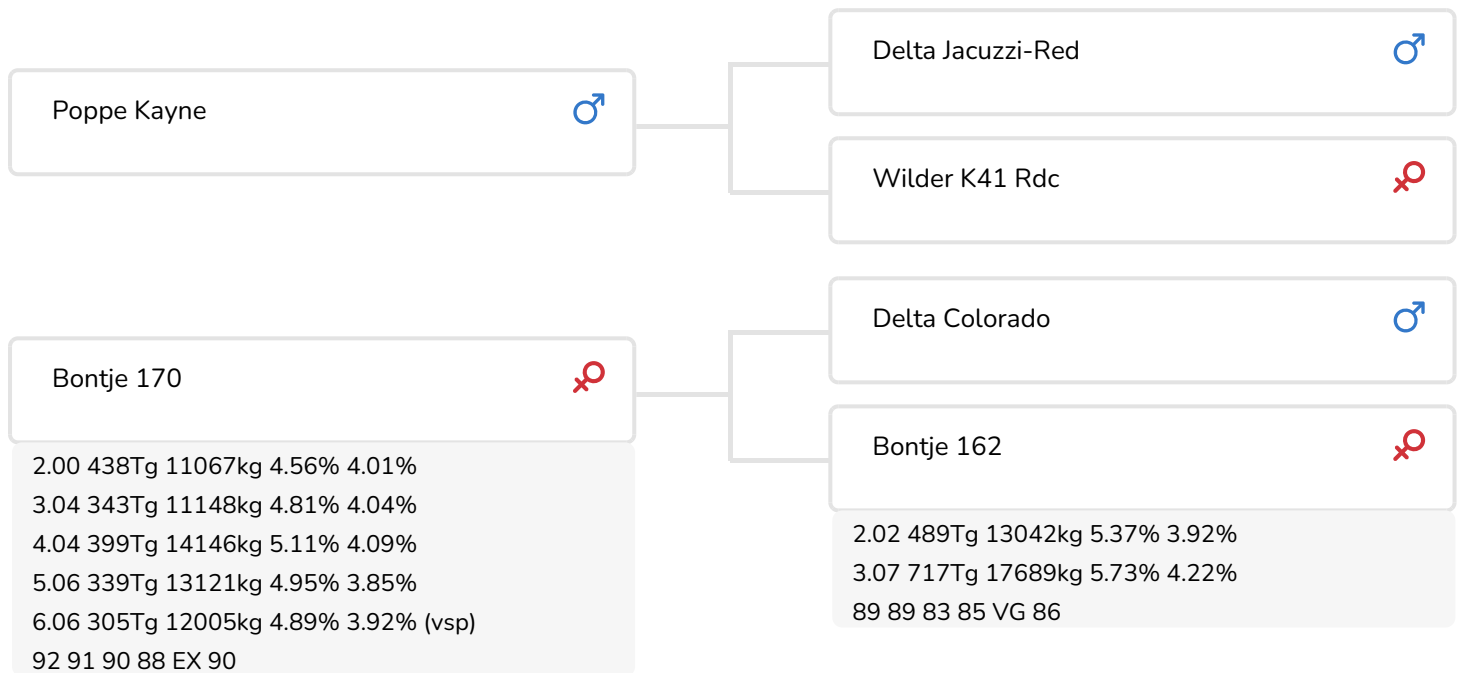 Poppe Kayne
Delta Jacuzzi-Red
Wilder K41 Rdc
Bontje 170
2.00 438Tg 11067kg 4.56% 4.01%
3.04 343Tg 11148kg 4.81% 4.04%
4.04 399Tg 14146kg 5.11% 4.09%
5.06 339Tg 13121kg 4.95% 3.85%
6.06 305Tg 12005kg 4.89% 3.92% (vsp)
92 91 90 88 EX 90
Delta Colorado
Bontje 162
2.02 489Tg 13042kg 5.37% 3.92%
3.07 717Tg 17689kg 5.73% 4.22%
89 89 83 85 VG 86